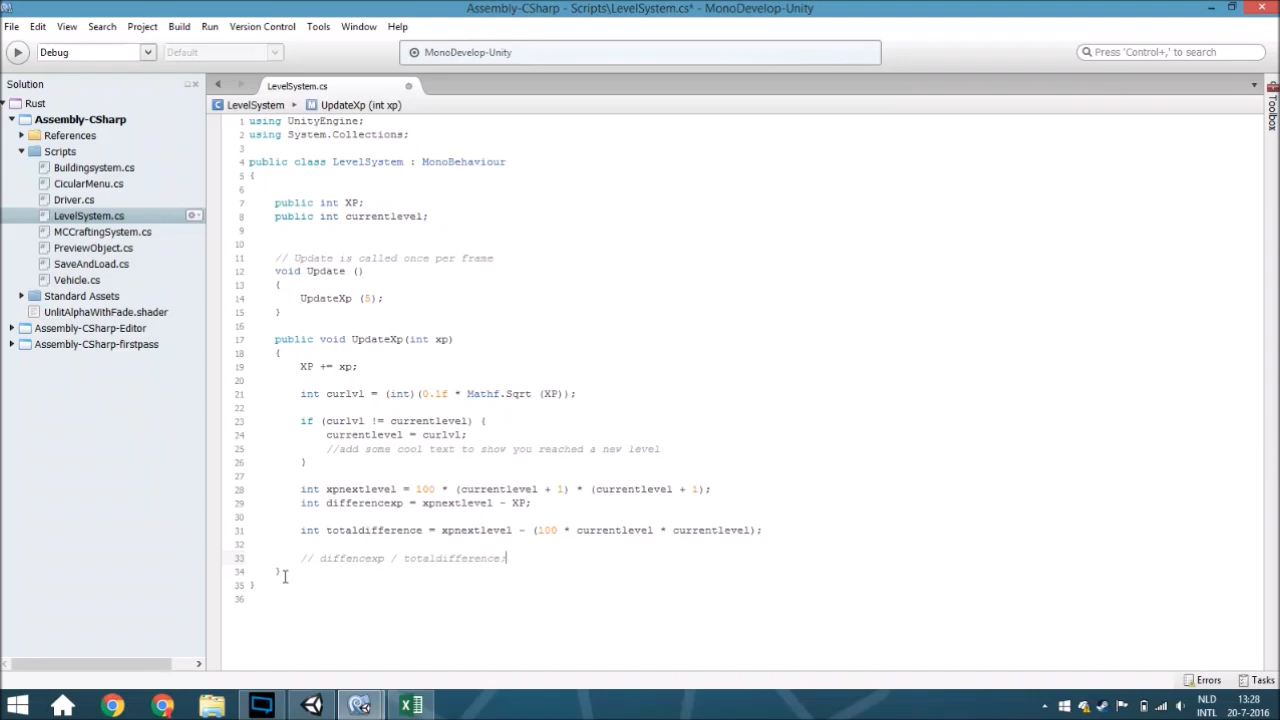 Assembly-CSharp - Scripts\LevelSystem.cs* - MonoDevelop-Unity
File Edit View Search Project Build Run Version Control Tools Window Help
Debug Default MonoDevelop-Unity Press 'Control+,' to search
Solution LevelSystem.cs
Rust
Assembly-CSharp
References
Scripts
Buildingsystem.cs
CicularMenu.cs
Driver.cs
LevelSystem.cs
MCCraftingSystem.cs
PreviewObject.cs
SaveAndLoad.cs
Vehicle.cs
Standard Assets
UnlitAlphaWithFade.shader
Assembly-CSharp-Editor
Assembly-CSharp-firstpass
LevelSystem UpdateXp (int xp)
1 using UnityEngine;
2 using System.Collections;
3
4 public class LevelSystem : MonoBehaviour
5 {
6
7 public int XP;
8 public int currentlevel;
9
10
11 // Update is called once per frame
12 void Update ()
13 {
14 UpdateXp (5);
15 }
16
17 public void UpdateXp(int xp)
18 {
19 XP += xp;
20
21 int curlvl = (int)(0.1f * Mathf.Sqrt (XP));
22
23 if (curlvl != currentlevel) {
24 currentlevel = curlvl;
25 //add some cool text to show you reached a new level
26 }
27
28 int xpnextlevel = 100 * (currentlevel + 1) * (currentlevel + 1);
29 int differencexp = xpnextlevel - XP;
30
31 int totaldifference = xpnextlevel - (100 * currentlevel * currentlevel);
32
33 // diffencexp / totaldifference;
34 }
35 }
36
Toolbox
Errors Tasks
NLD
INTL
13:28
20-7-2016